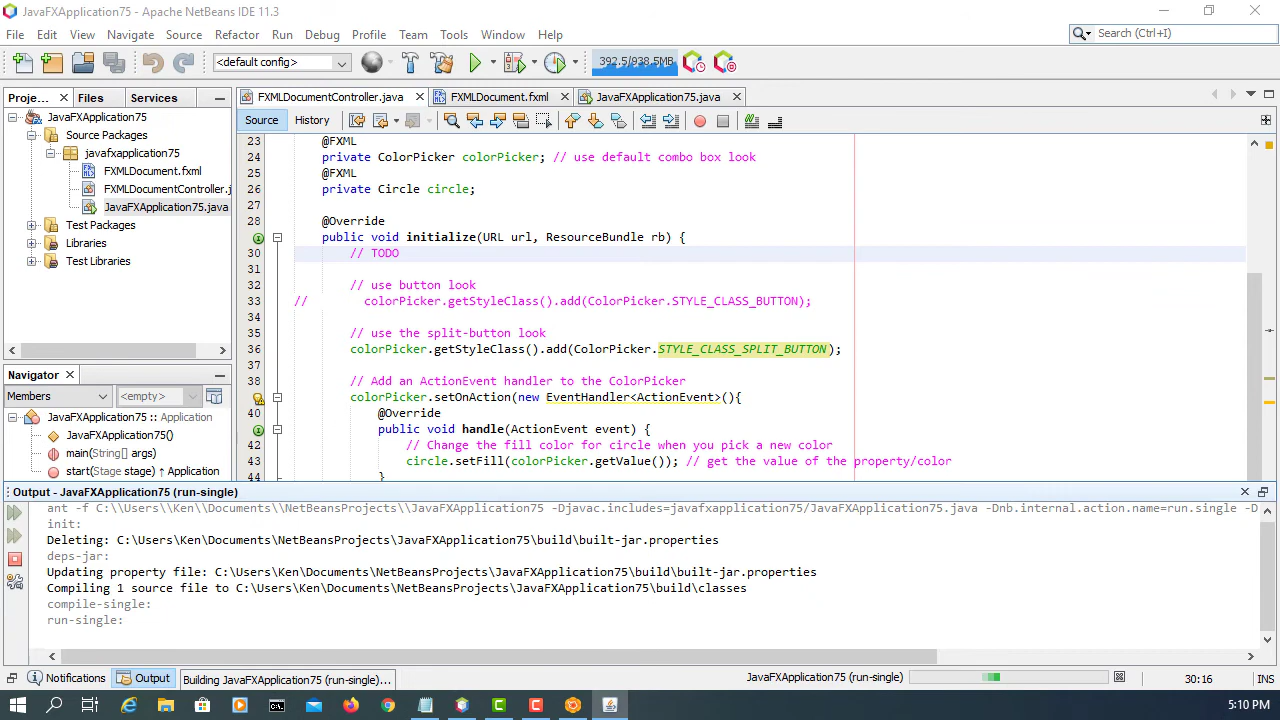 JavaFXApplication75 - Apache NetBeans IDE 11.3
File Edit View Navigate Source Refactor Run Debug Profile Team Tools Window Help
Search (Ctrl+I)
<default config>
392.5/938.5MB
Proje... Files Services
FXMLDocumentController.java FXMLDocument.fxml JavaFXApplication75.java
Source History
JavaFXApplication75
Source Packages
javafxapplication75
FXMLDocument.fxml
FXMLDocumentController.j
JavaFXApplication75.java
Test Packages
Libraries
Test Libraries
23 @FXML
24 private ColorPicker colorPicker; // use default combo box look
25 @FXML
26 private Circle circle;
27
28 @Override
public void initialize(URL url, ResourceBundle rb) {
30 // TODO
31
32 // use button look
33 // colorPicker.getStyleClass().add(ColorPicker.STYLE_CLASS_BUTTON);
34
35 // use the split-button look
36 colorPicker.getStyleClass().add(ColorPicker.STYLE_CLASS_SPLIT_BUTTON);
37
38 // Add an ActionEvent handler to the ColorPicker
colorPicker.setOnAction(new EventHandler<ActionEvent>(){
40 @Override
public void handle(ActionEvent event) {
42 // Change the fill color for circle when you pick a new color
43 circle.setFill(colorPicker.getValue()); // get the value of the property/color
44 }
Navigator
Members <empty>
JavaFXApplication75 :: Application
JavaFXApplication75()
main(String[] args)
start(Stage stage) ↑ Application
Output - JavaFXApplication75 (run-single)
ant -f C:\\Users\\Ken\\Documents\\NetBeansProjects\\JavaFXApplication75 -Djavac.includes=javafxapplication75/JavaFXApplication75.java -Dnb.internal.action.name=run.single -D
init:
Deleting: C:\Users\Ken\Documents\NetBeansProjects\JavaFXApplication75\build\built-jar.properties
deps-jar:
Updating property file: C:\Users\Ken\Documents\NetBeansProjects\JavaFXApplication75\build\built-jar.properties
Compiling 1 source file to C:\Users\Ken\Documents\NetBeansProjects\JavaFXApplication75\build\classes
compile-single:
run-single:
Notifications Output Building JavaFXApplication75 (run-single)... JavaFXApplication75 (run-single) 30:16 INS
5:10 PM